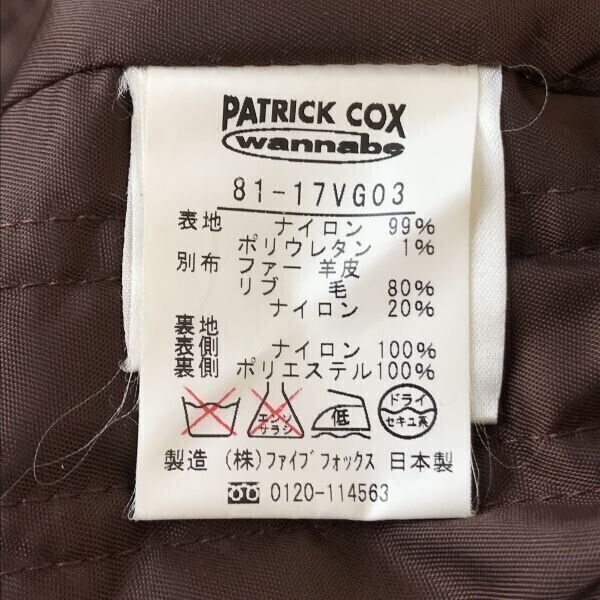 PATRICK COX
wannabe
81-17VG03
表地 ナイロン 99%
ポリウレタン 1%
別布 ファー 羊皮
リブ 毛 80%
ナイロン 20%
裏地
表側 ナイロン 100%
裏側 ポリエステル 100%
エンソサラシ 低 ドライ セキユ系
製造 (株)ファイブフォックス 日本製
0120-114563